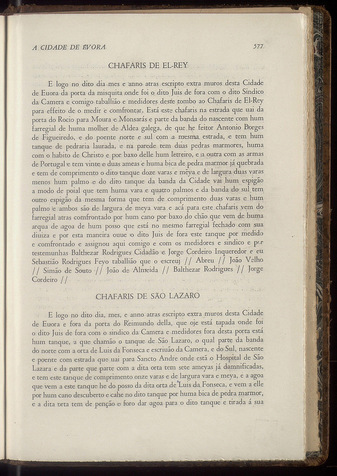 A CIDADE DE EVORA 377
CHAFARIS DE EL-REY
E logo no dito dia mes e anno atras escripto extra muros desta Cidade
de Euora da porta da misquita onde foi o dito Juis de fora com o dito Sindico
da Camera e comigo taballião e medidores deste tombo ao Chafaris de El-Rey
para effeito de o medir e comfrontar. Está este chafaris na estrada que uai da
porta do Rocio para Moura e Monsarás e parte da banda do nascente com hum
farregial de huma molher de Aldea galega, de que he feitor Antonio Borges
de Figueiredo, e do poente norte e sul com a mesma estrada, e tem hum
tanque de pedraria laurada, e na parede tem duas pedras marmores, huma
com o habito de Christo e por baxo delle hum letreiro, e a outra com as armas
de Portugal e tem vinte e duas ameas e huma bica de pedra marmor já quebrada
e tem de comprimento o dito tanque doze varas e meya e de largura duas varas
menos hum palmo e do dito tanque da banda da Cidade vai hum espigão
a modo de poial que tem huma vara e quatro palmos e da banda do sul tem
outro espigão da mesma forma que tem de comprimento duas varas e hum
palmo e ambos são de largura de meya vara e acá para este chafaris vem do
farregial atras comfrontado por hum cano por baxo do chão que vem de huma
arqua de agoa de hum posso que está no mesmo farregial fechado com sua
diuiza e por esta maneira ouue o dito Juis de fora este tanque por medido
e comfrontado e assignou aqui comigo e com os medidores e sindico e por
testemunhas Balthezar Rodrigues Cidadão e Jorge Cordeiro Inqueredor e eu
Sebastião Rodrigues Feyo taballião que o escreuj // Abreu // João Vélho
// Simão de Souto // João de Almeida // Balthezar Rodrigues // Jorge
Cordeiro //
CHAFARIS DE SÃO LAZARO
E logo no dito dia, mes, e anno atras escripto extra muros desta Cidade
de Euora e fora da porta do Reimundo della, que oje está tapada onde foi
o dito Juis de fora com o sindico da Camera e medidores fora desta porta está
hum tanque, a que chamão o tanque de São Lazaro, o qual parte da banda
do norte com a orta de Luis da Fonseca e escriuão da Camera, e do Sul, nascente
e poente com estrada que uai para Sancto Andre onde está o Hospital de São
Lazaro e da parte que parte com a dita orta tem sete ameyas já damnificadas,
e tem este tanque de comprimento onze varas e de largura vara e meya, e a agoa
que vem a este tanque he do posso da dita orta de Luis da Fonseca, e vem a elle
por hum cano descuberto e cahe no dito tanque por huma bica de pedra marmor,
e a dita orta tem de penção o foro dar agoa para o dito tanque e tirada á sua